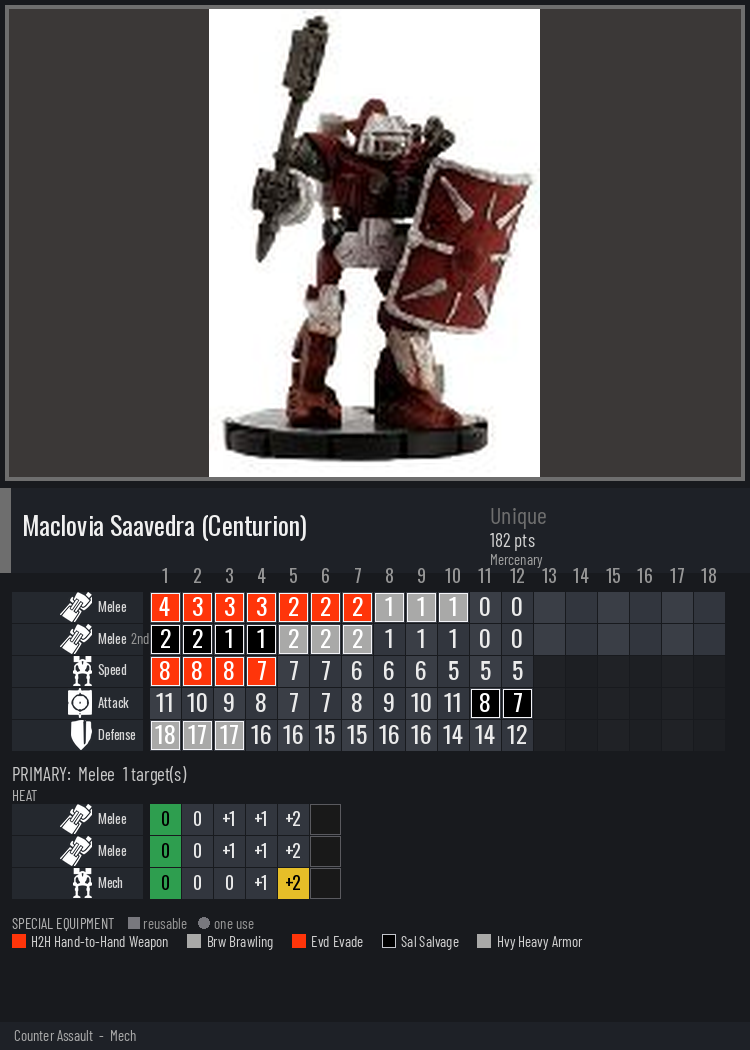 Maclovia Saavedra (Centurion)
Unique
182 pts
Mercenary
1 2 3 4 5 6 7 8 9 10 11 12 13 14 15 16 17 18
Melee 4 3 3 3 2 2 2 1 1 1 0 0
Melee 2nd 2 2 1 1 2 2 2 1 1 1 0 0
Speed 8 8 8 7 7 7 6 6 6 5 5 5
Attack 11 10 9 8 7 7 8 9 10 11 8 7
Defense 18 17 17 16 16 15 15 16 16 14 14 12
PRIMARY: Melee 1 target(s)
HEAT
Melee 0 0 +1 +1 +2
Melee 0 0 +1 +1 +2
Mech 0 0 0 +1 +2
SPECIAL EQUIPMENT reusable one use
H2H Hand-to-Hand Weapon Brw Brawling Evd Evade Sal Salvage Hvy Heavy Armor
Counter Assault - Mech